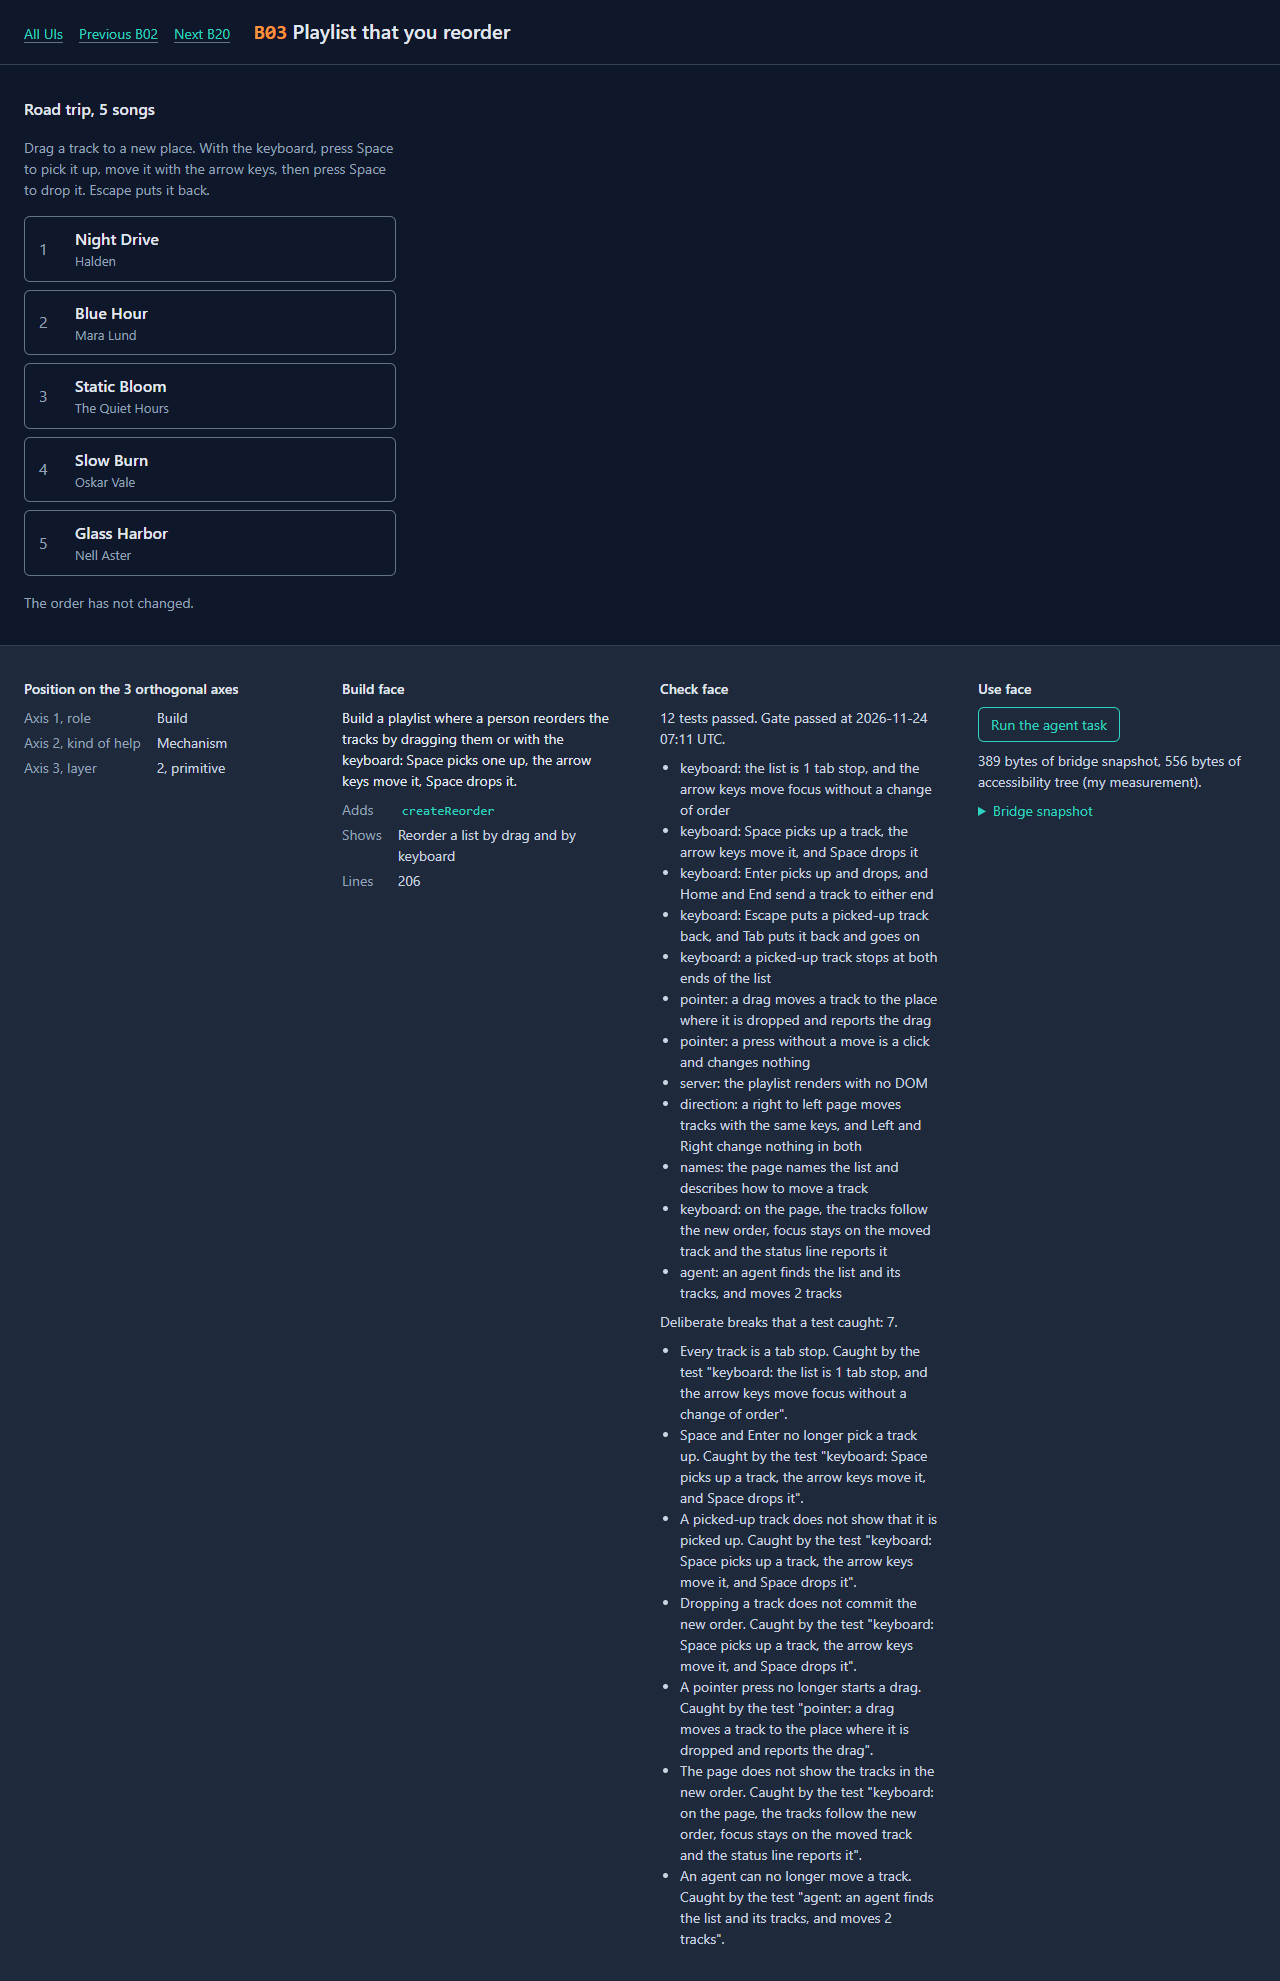 All UIs Previous B02 Next B20 B03 Playlist that you reorder
Road trip, 5 songs
Drag a track to a new place. With the keyboard, press Space
to pick it up, move it with the arrow keys, then press Space
to drop it. Escape puts it back.
1
Night Drive
Halden
2
Blue Hour
Mara Lund
3
Static Bloom
The Quiet Hours
4
Slow Burn
Oskar Vale
5
Glass Harbor
Nell Aster
The order has not changed.
Position on the 3 orthogonal axes
Axis 1, role Build
Axis 2, kind of help Mechanism
Axis 3, layer 2, primitive
Build face
Build a playlist where a person reorders the
tracks by dragging them or with the
keyboard: Space picks one up, the arrow
keys move it, Space drops it.
Adds createReorder
Shows Reorder a list by drag and by
keyboard
Lines 206
Check face
12 tests passed. Gate passed at 2026-11-24
07:11 UTC.
• keyboard: the list is 1 tab stop, and the
arrow keys move focus without a change
of order
• keyboard: Space picks up a track, the
arrow keys move it, and Space drops it
• keyboard: Enter picks up and drops, and
Home and End send a track to either end
• keyboard: Escape puts a picked-up track
back, and Tab puts it back and goes on
• keyboard: a picked-up track stops at both
ends of the list
• pointer: a drag moves a track to the place
where it is dropped and reports the drag
• pointer: a press without a move is a click
and changes nothing
• server: the playlist renders with no DOM
• direction: a right to left page moves
tracks with the same keys, and Left and
Right change nothing in both
• names: the page names the list and
describes how to move a track
• keyboard: on the page, the tracks follow
the new order, focus stays on the moved
track and the status line reports it
• agent: an agent finds the list and its
tracks, and moves 2 tracks
Deliberate breaks that a test caught: 7.
• Every track is a tab stop. Caught by the
test "keyboard: the list is 1 tab stop, and
the arrow keys move focus without a
change of order".
• Space and Enter no longer pick a track
up. Caught by the test "keyboard: Space
picks up a track, the arrow keys move it,
and Space drops it".
• A picked-up track does not show that it is
picked up. Caught by the test "keyboard:
Space picks up a track, the arrow keys
move it, and Space drops it".
• Dropping a track does not commit the
new order. Caught by the test "keyboard:
Space picks up a track, the arrow keys
move it, and Space drops it".
• A pointer press no longer starts a drag.
Caught by the test "pointer: a drag
moves a track to the place where it is
dropped and reports the drag".
• The page does not show the tracks in the
new order. Caught by the test "keyboard:
on the page, the tracks follow the new
order, focus stays on the moved track
and the status line reports it".
• An agent can no longer move a track.
Caught by the test "agent: an agent finds
the list and its tracks, and moves 2
tracks".
Use face
Run the agent task
389 bytes of bridge snapshot, 556 bytes of
accessibility tree (my measurement).
▶ Bridge snapshot